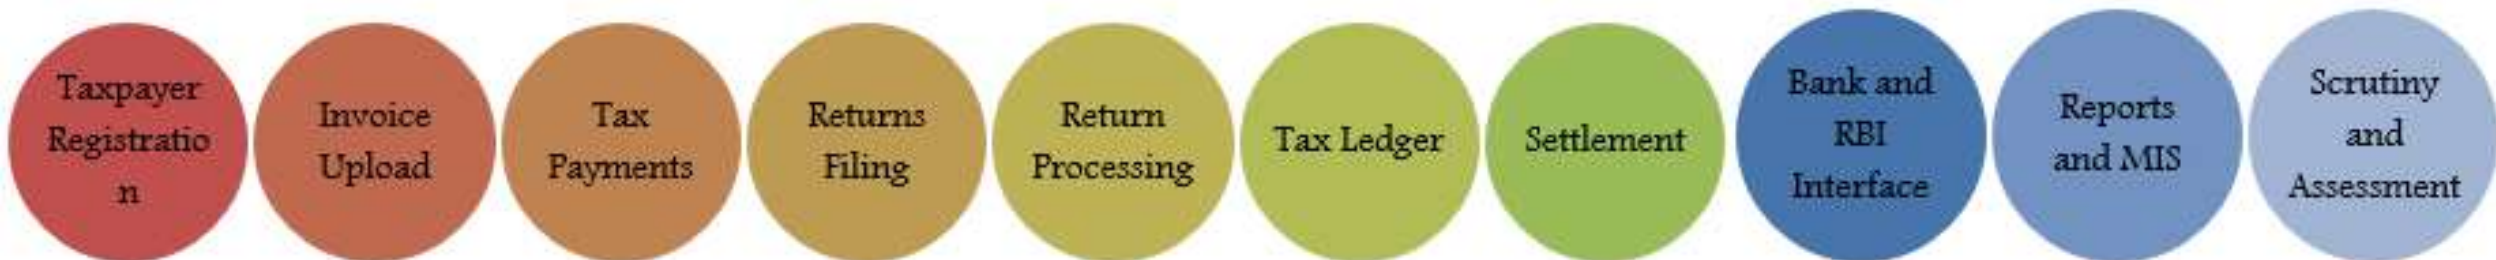 Taxpayer
Registratio
n
Invoice
Upload
Tax
Payments
Returns
Filing
Return
Processing
Tax Ledger
Settlement
Bank and
RBI
Interface
Reports
and MIS
Scrutiny
and
Assessment